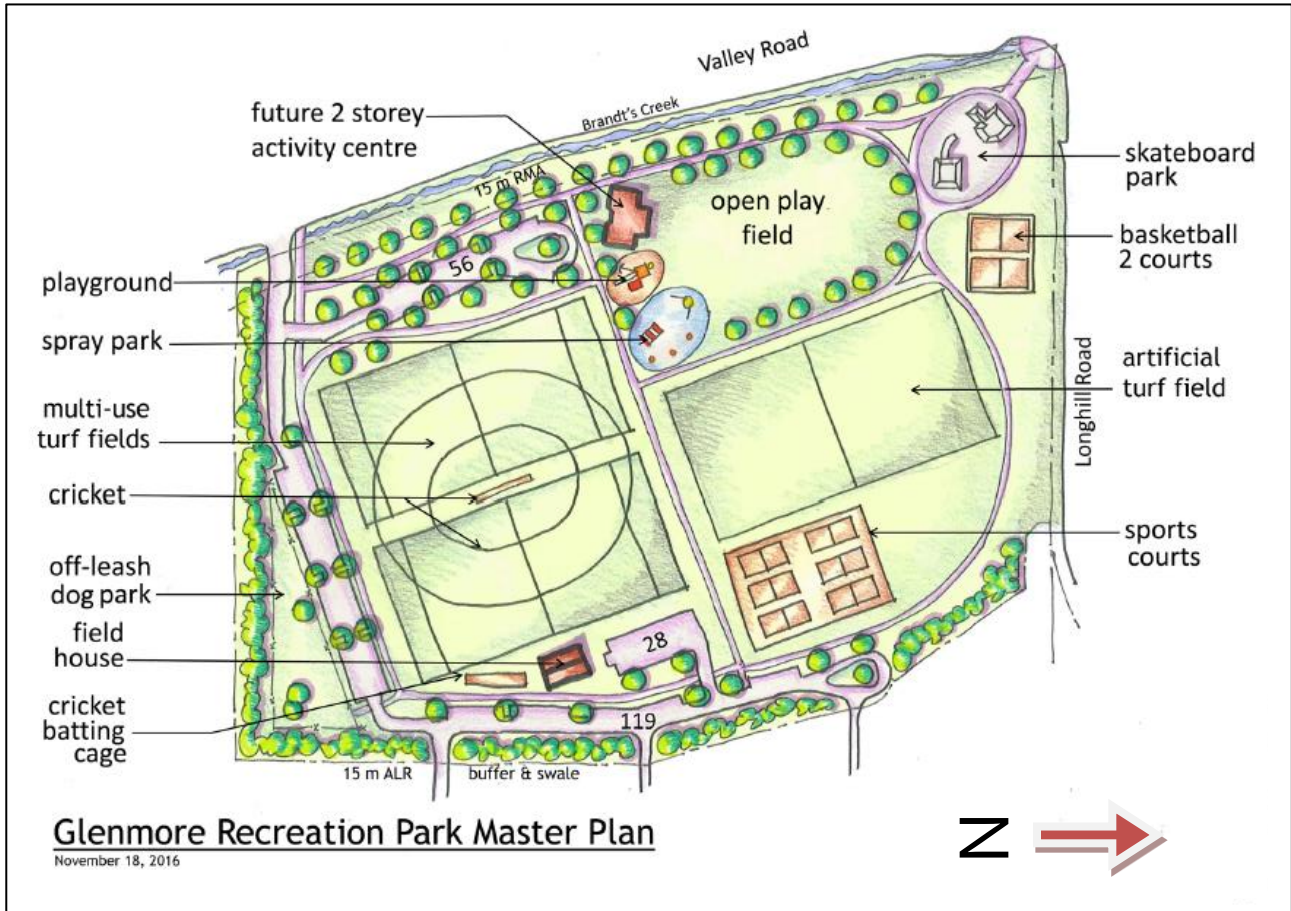 Valley Road
Brandt's Creek
future 2 storey
activity centre
15 m RMA
open play
field
skateboard
park
basketball
2 courts
56
playground
spray park
artificial
turf field
Longhill Road
multi-use
turf fields
cricket
sports
courts
off-leash
dog park
field
house
28
cricket
batting
cage
119
15 m ALR
buffer & swale
Glenmore Recreation Park Master Plan
November 18, 2016
N